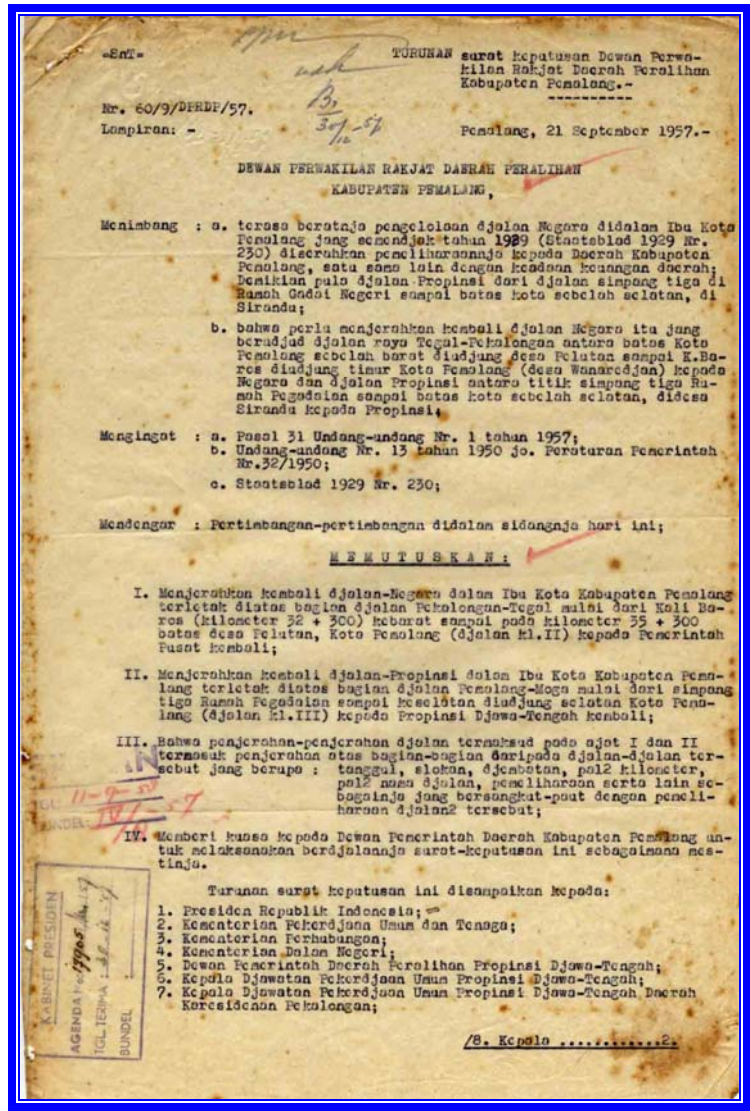 =SnT=
TURUNAN surat keputusan Dewan Perwa-
kilan Rakjat Daerah Peralihan
Kabupaten Pemalang.-
----------
Nr. 60/9/DPRDP/57.
Lampiran: -
Pemalang, 21 September 1957.-
DEWAN PERWAKILAN RAKJAT DAERAH PERALIHAN
KABUPATEN PEMALANG,
Menimbang : a. terasa beratnja pengelolaan djalan Negara didalam Ibu Kota
Pemalang jang semendjak tahun 1929 (Staatsblad 1929 Nr.
230) diserahkan pemeliharaannja kepada Daerah Kabupaten
Pemalang, satu sama lain dengan keadaan keuangan daerah;
Demikian pula djalan Propinsi dari djalan simpang tiga di
Rumah Gadai Negeri sampai batas kota sebelah selatan, di
Sirandu;
b. bahwa perlu menjerahkan kembali djalan Negara itu jang
berudjud djalan raya Tegal-Pekalongan antara batas Kota
Pemalang sebelah barat diudjung desa Pelutan sampai K.Ba-
ros diudjung timur Kota Pemalang (desa Wanaredjan) kepada
Negara dan djalan Propinsi antara titik simpang tiga Ru-
mah Pegadaian sampai batas kota sebelah selatan, didesa
Sirandu kepada Propinsi;
Mengingat : a. Pasal 31 Undang-undang Nr. 1 tahun 1957;
b. Undang-undang Nr. 13 tahun 1950 jo. Peraturan Pemerintah
Nr.32/1950;
c. Staatsblad 1929 Nr. 230;
Mendengar : Pertimbangan-pertimbangan didalam sidangnja hari ini;
M E M U T U S K A N :
I. Menjerahkan kembali djalan-Negara dalam Ibu Kota Kabupaten Pemalang
terletak diatas bagian djalan Pekalongan-Tegal mulai dari Kali Ba-
ros (kilometer 32 + 300) kebarat sampai pada kilometer 35 + 300
batas desa Pelutan, Kota Pemalang (djalan kl.II) kepada Pemerintah
Pusat kembali;
II. Menjerahkan kembali djalan-Propinsi dalam Ibu Kota Kabupaten Pema-
lang terletak diatas bagian djalan Pemalang-Moga mulai dari simpang
tiga Rumah Pegadaian sampai keselatan diudjung selatan Kota Pema-
lang (djalan kl.III) kepada Propinsi Djawa-Tengah kembali;
III. Bahwa penjerahan-penjerahan djalan termaksud pada ajat I dan II
termasuk penjerahan atas bagian-bagian daripada djalan-djalan ter-
sebut jang berupa : tanggul, slokan, djembatan, pal2 kilometer,
pal2 nama djalan, pemeliharaan serta lain se-
bagainja jang bersangkut-paut dengan pemeli-
haraan djalan2 tersebut;
IV. Memberi kuasa kepada Dewan Pemerintah Daerah Kabupaten Pemalang un-
tuk melaksanakan berdjalannja surat-keputusan ini sebagaimana mes-
tinja.
Turunan surat keputusan ini disampaikan kepada:
1. Presiden Republik Indonesia;
2. Kementerian Pekerdjaan Umum dan Tenaga;
3. Kementerian Perhubungan;
4. Kementerian Dalam Negeri;
5. Dewan Pemerintah Daerah Peralihan Propinsi Djawa-Tengah;
6. Kepala Djawatan Pekerdjaan Umum Propinsi Djawa-Tengah;
7. Kepala Djawatan Pekerdjaan Umum Propinsi Djawa-Tengah Daerah
Karesidenan Pekalongan;
/8. Kepala ............2.
KABINET PRESIDEN
AGENDA No: 17905
TGL. TERIMA :
BUNDEL